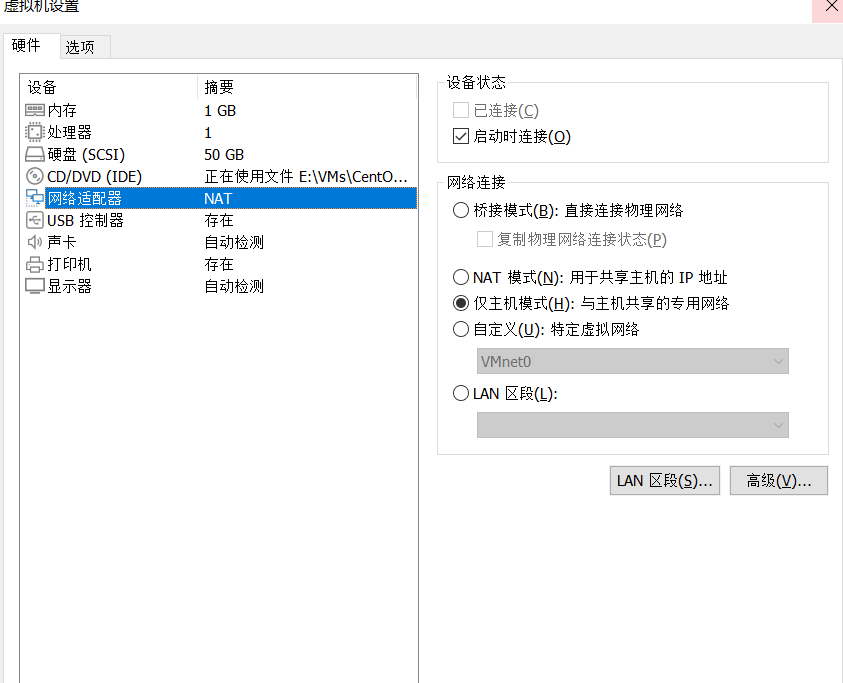 虚拟机设置
硬件 选项
设备 摘要
内存 1 GB
处理器 1
硬盘 (SCSI) 50 GB
CD/DVD (IDE) 正在使用文件 E:\VMs\CentO...
网络适配器 NAT
USB 控制器 存在
声卡 自动检测
打印机 存在
显示器 自动检测
设备状态
已连接(C)
启动时连接(O)
网络连接
桥接模式(B): 直接连接物理网络
复制物理网络连接状态(P)
NAT 模式(N): 用于共享主机的 IP 地址
仅主机模式(H): 与主机共享的专用网络
自定义(U): 特定虚拟网络
VMnet0
LAN 区段(L):
LAN 区段(S)... 高级(V)...